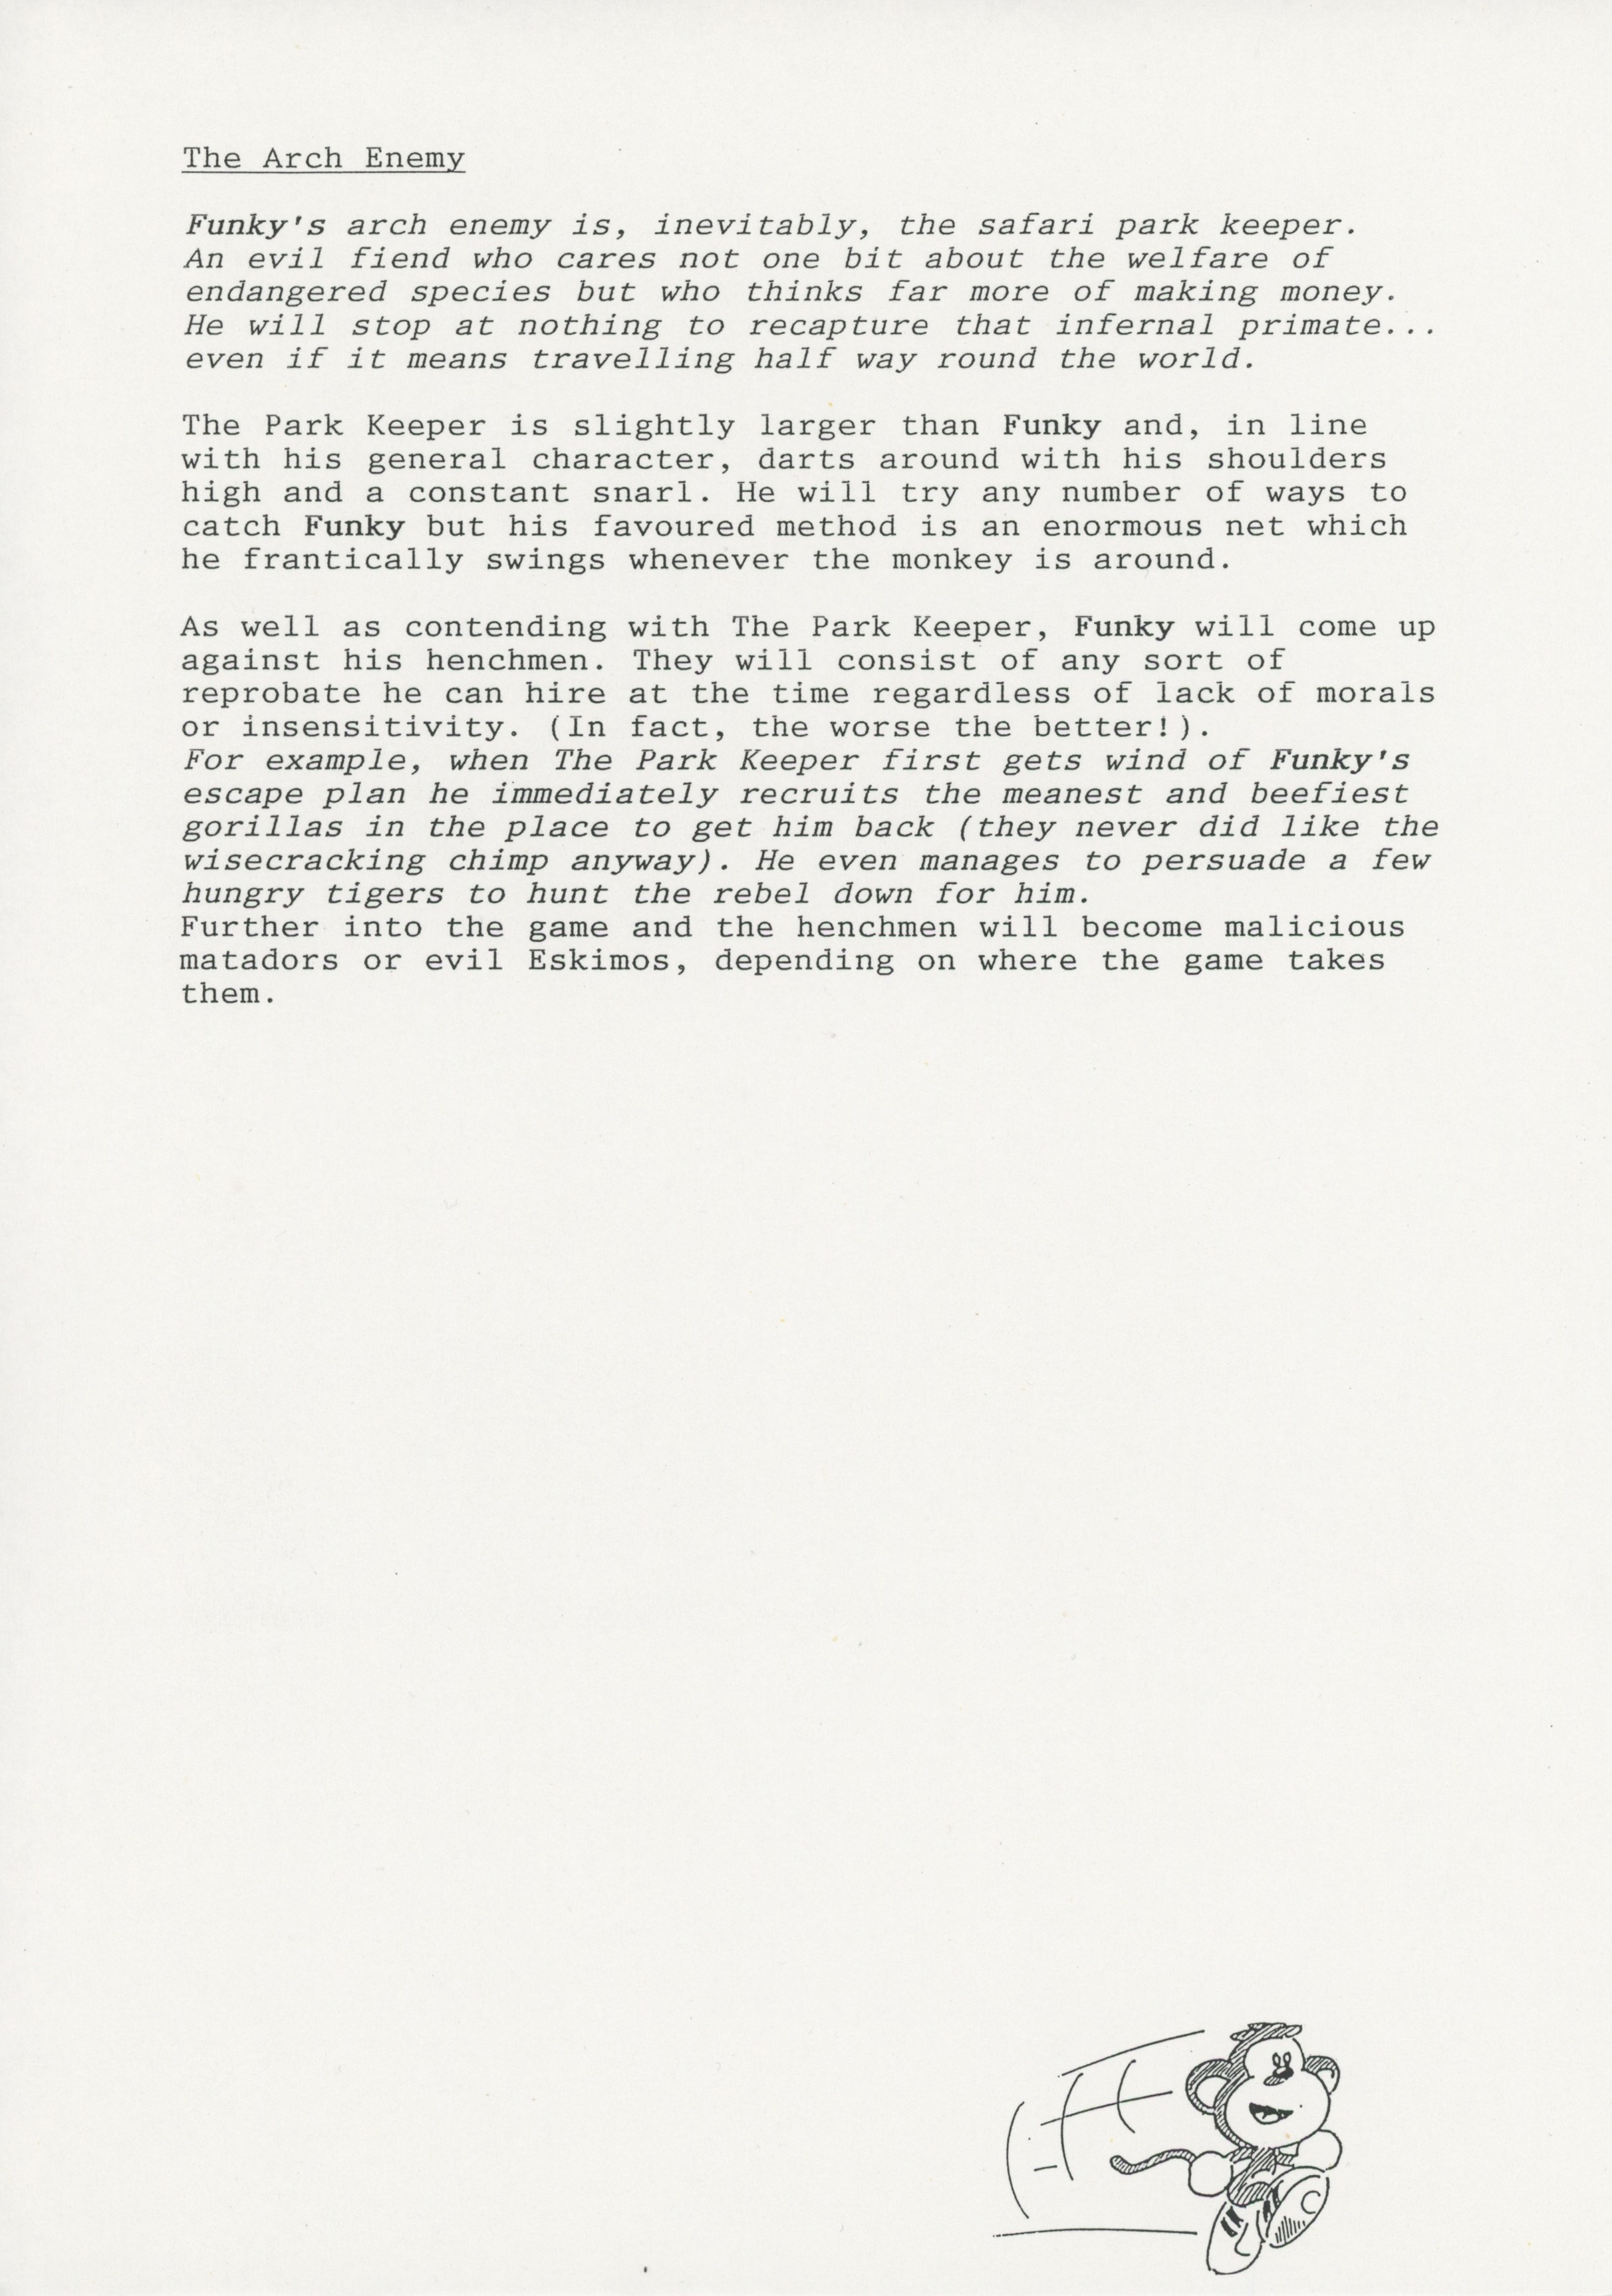 The Arch Enemy
Funky's arch enemy is, inevitably, the safari park keeper.
An evil fiend who cares not one bit about the welfare of
endangered species but who thinks far more of making money.
He will stop at nothing to recapture that infernal primate...
even if it means travelling half way round the world.
The Park Keeper is slightly larger than Funky and, in line
with his general character, darts around with his shoulders
high and a constant snarl. He will try any number of ways to
catch Funky but his favoured method is an enormous net which
he frantically swings whenever the monkey is around.
As well as contending with The Park Keeper, Funky will come up
against his henchmen. They will consist of any sort of
reprobate he can hire at the time regardless of lack of morals
or insensitivity. (In fact, the worse the better!).
For example, when The Park Keeper first gets wind of Funky's
escape plan he immediately recruits the meanest and beefiest
gorillas in the place to get him back (they never did like the
wisecracking chimp anyway). He even manages to persuade a few
hungry tigers to hunt the rebel down for him.
Further into the game and the henchmen will become malicious
matadors or evil Eskimos, depending on where the game takes
them.